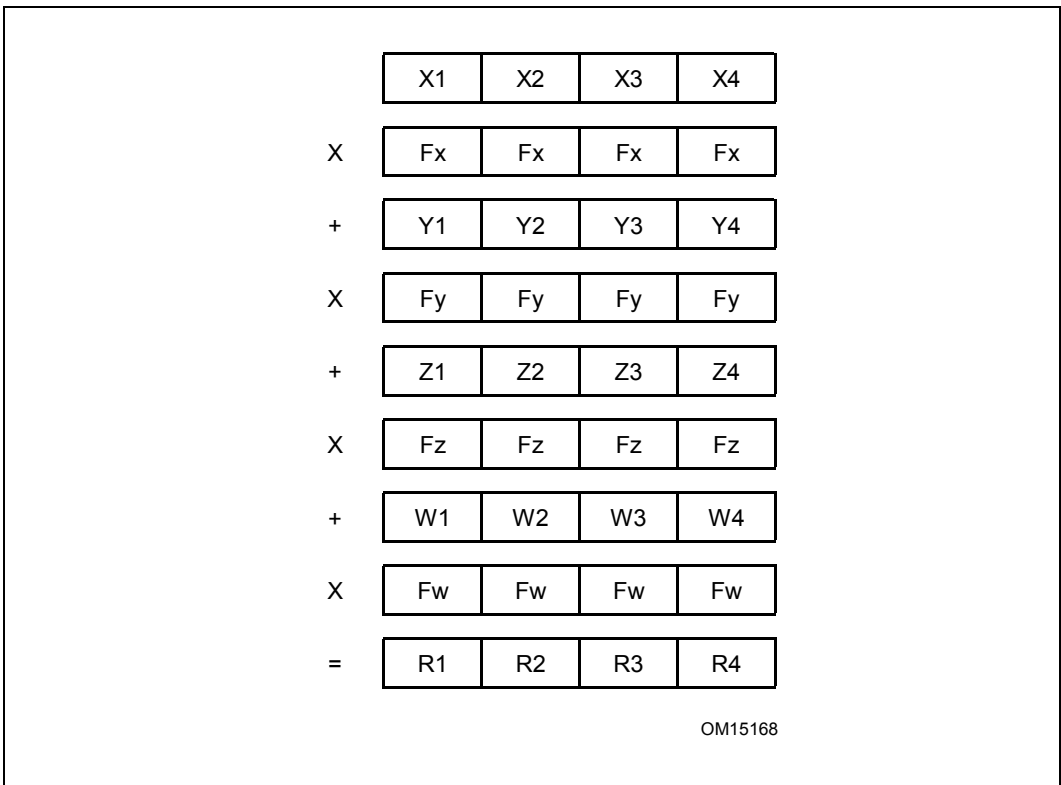 X1 X2 X3 X4
X Fx Fx Fx Fx
+ Y1 Y2 Y3 Y4
X Fy Fy Fy Fy
+ Z1 Z2 Z3 Z4
X Fz Fz Fz Fz
+ W1 W2 W3 W4
X Fw Fw Fw Fw
= R1 R2 R3 R4
OM15168